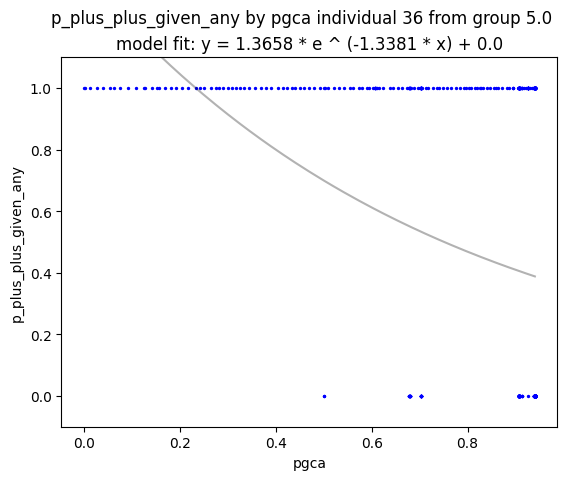 p_plus_plus_given_any by pgca individual 36 from group 5.0
model fit: y = 1.3658 * e ^ (-1.3381 * x) + 0.0
p_plus_plus_given_any
1.0
0.8
0.6
0.4
0.2
0.0
0.0 0.2 0.4 0.6 0.8
pgca